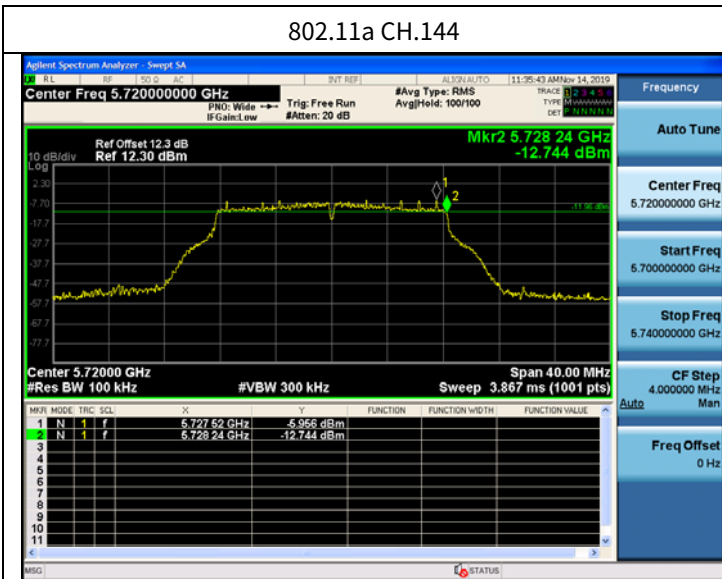 802.11a CH.144
Agilent Spectrum Analyzer - Swept SA
RL RF 50 Ω AC INT REF ALIGN AUTO 11:35:43 AM Nov 14, 2019
Center Freq 5.720000000 GHz
PNO: Wide
IFGain:Low
Trig: Free Run
#Atten: 20 dB
#Avg Type: RMS
Avg|Hold: 100/100
TRACE 1 2 3 4 5 6
TYPE M
DET P N N N N N
Ref Offset 12.3 dB
Ref 12.30 dBm
10 dB/div
Log
Mkr2 5.728 24 GHz
-12.744 dBm
2.30
-7.70
-17.7
-27.7
-37.7
-47.7
-57.7
-67.7
-77.7
1
2
-11.96 dBm
Center 5.72000 GHz
#Res BW 100 kHz
#VBW 300 kHz
Span 40.00 MHz
Sweep 3.867 ms (1001 pts)
MKR MODE TRC SCL X Y FUNCTION FUNCTION WIDTH FUNCTION VALUE
1 N 1 f 5.727 52 GHz -5.956 dBm
2 N 1 f 5.728 24 GHz -12.744 dBm
3
4
5
6
7
8
9
10
11
MSG
STATUS
Frequency
Auto Tune
Center Freq
5.720000000 GHz
Start Freq
5.700000000 GHz
Stop Freq
5.740000000 GHz
CF Step
4.000000 MHz
Auto Man
Freq Offset
0 Hz